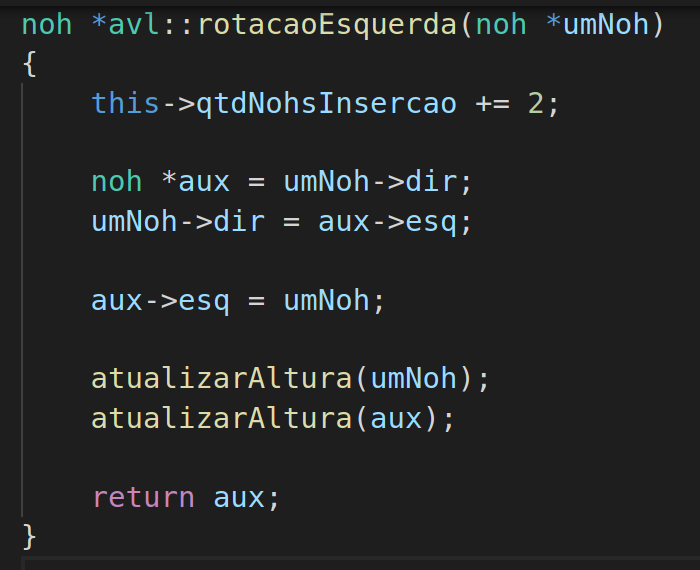 noh *avl::rotacaoEsquerda(noh *umNoh)
{
    this->qtdNohsInsercao += 2;
    noh *aux = umNoh->dir;
    umNoh->dir = aux->esq;
    aux->esq = umNoh;
    atualizarAltura(umNoh);
    atualizarAltura(aux);
    return aux;
}